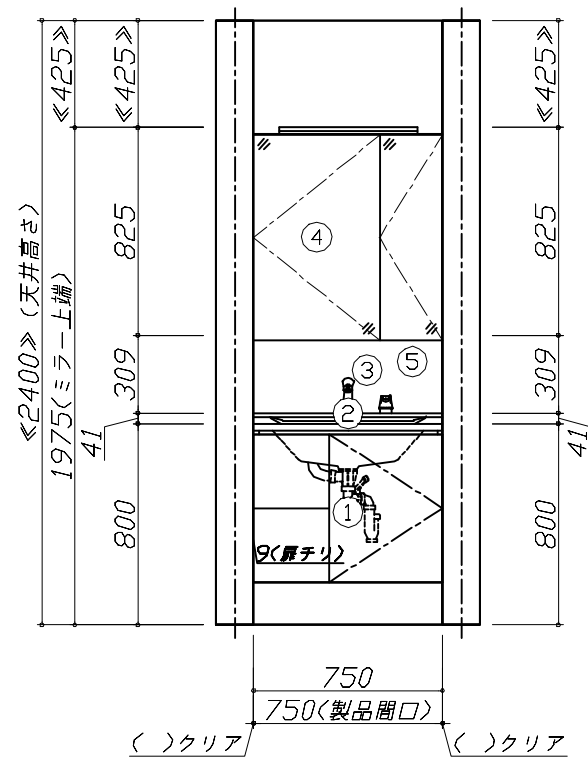 ≪2400≫(天井高さ)
1975(ミラー上端)
≪425≫
≪425≫
825
309
41
800
≪425≫
825
309
41
800
④
⑤
③
②
①
9(扉チリ)
750
750(製品間口)
( )クリア
( )クリア